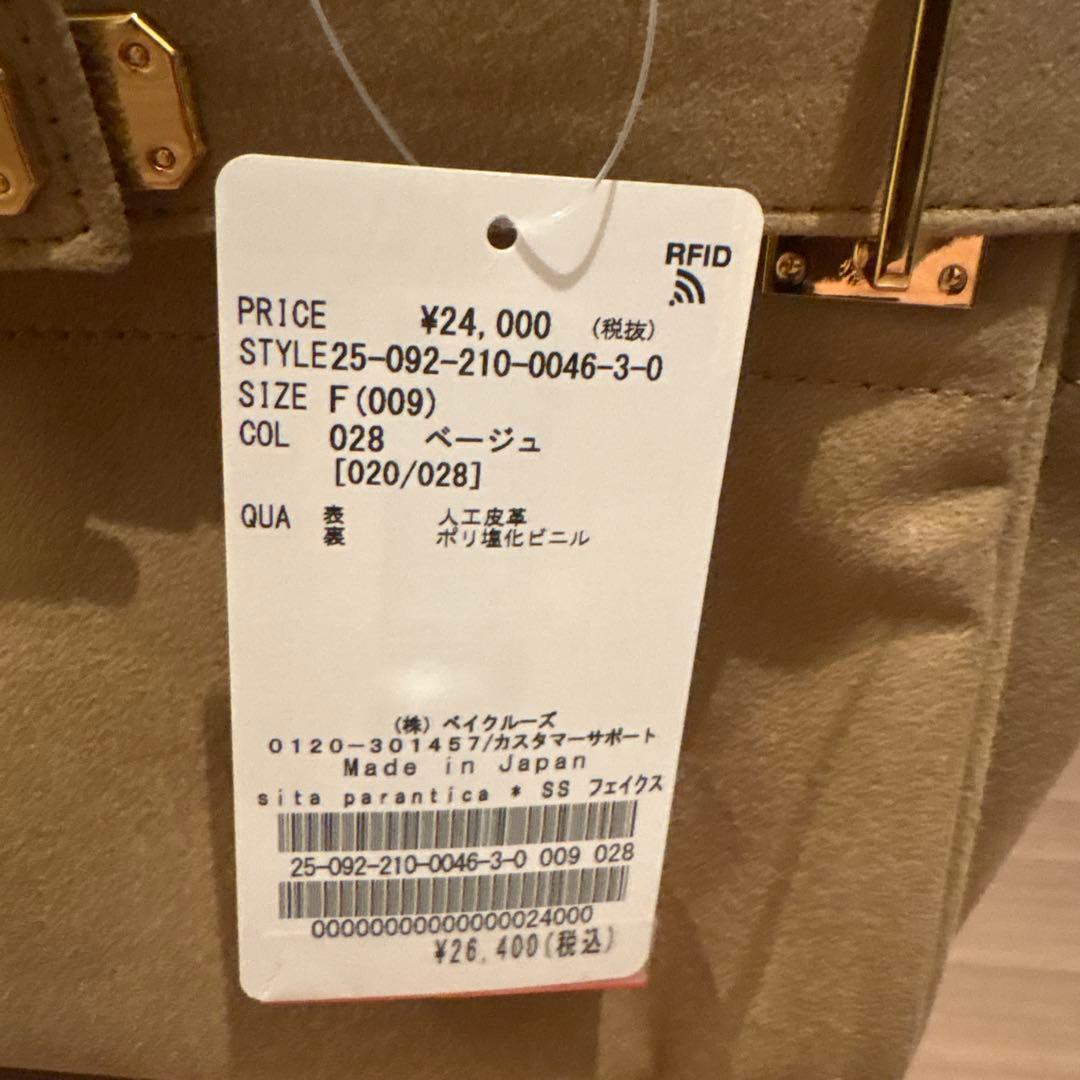 RFID
PRICE ¥24,000 (税抜)
STYLE 25-092-210-0046-3-0
SIZE F(009)
COL 028 ベージュ
[020/028]
QUA 表 人工皮革
裏 ポリ塩化ビニル
(株) ベイクルーズ
0120-301457/カスタマーサポート
Made in Japan
sita parantica * SS フェイクス
25-092-210-0046-3-0 009 028
00000000000000024000
¥26,400(税込)